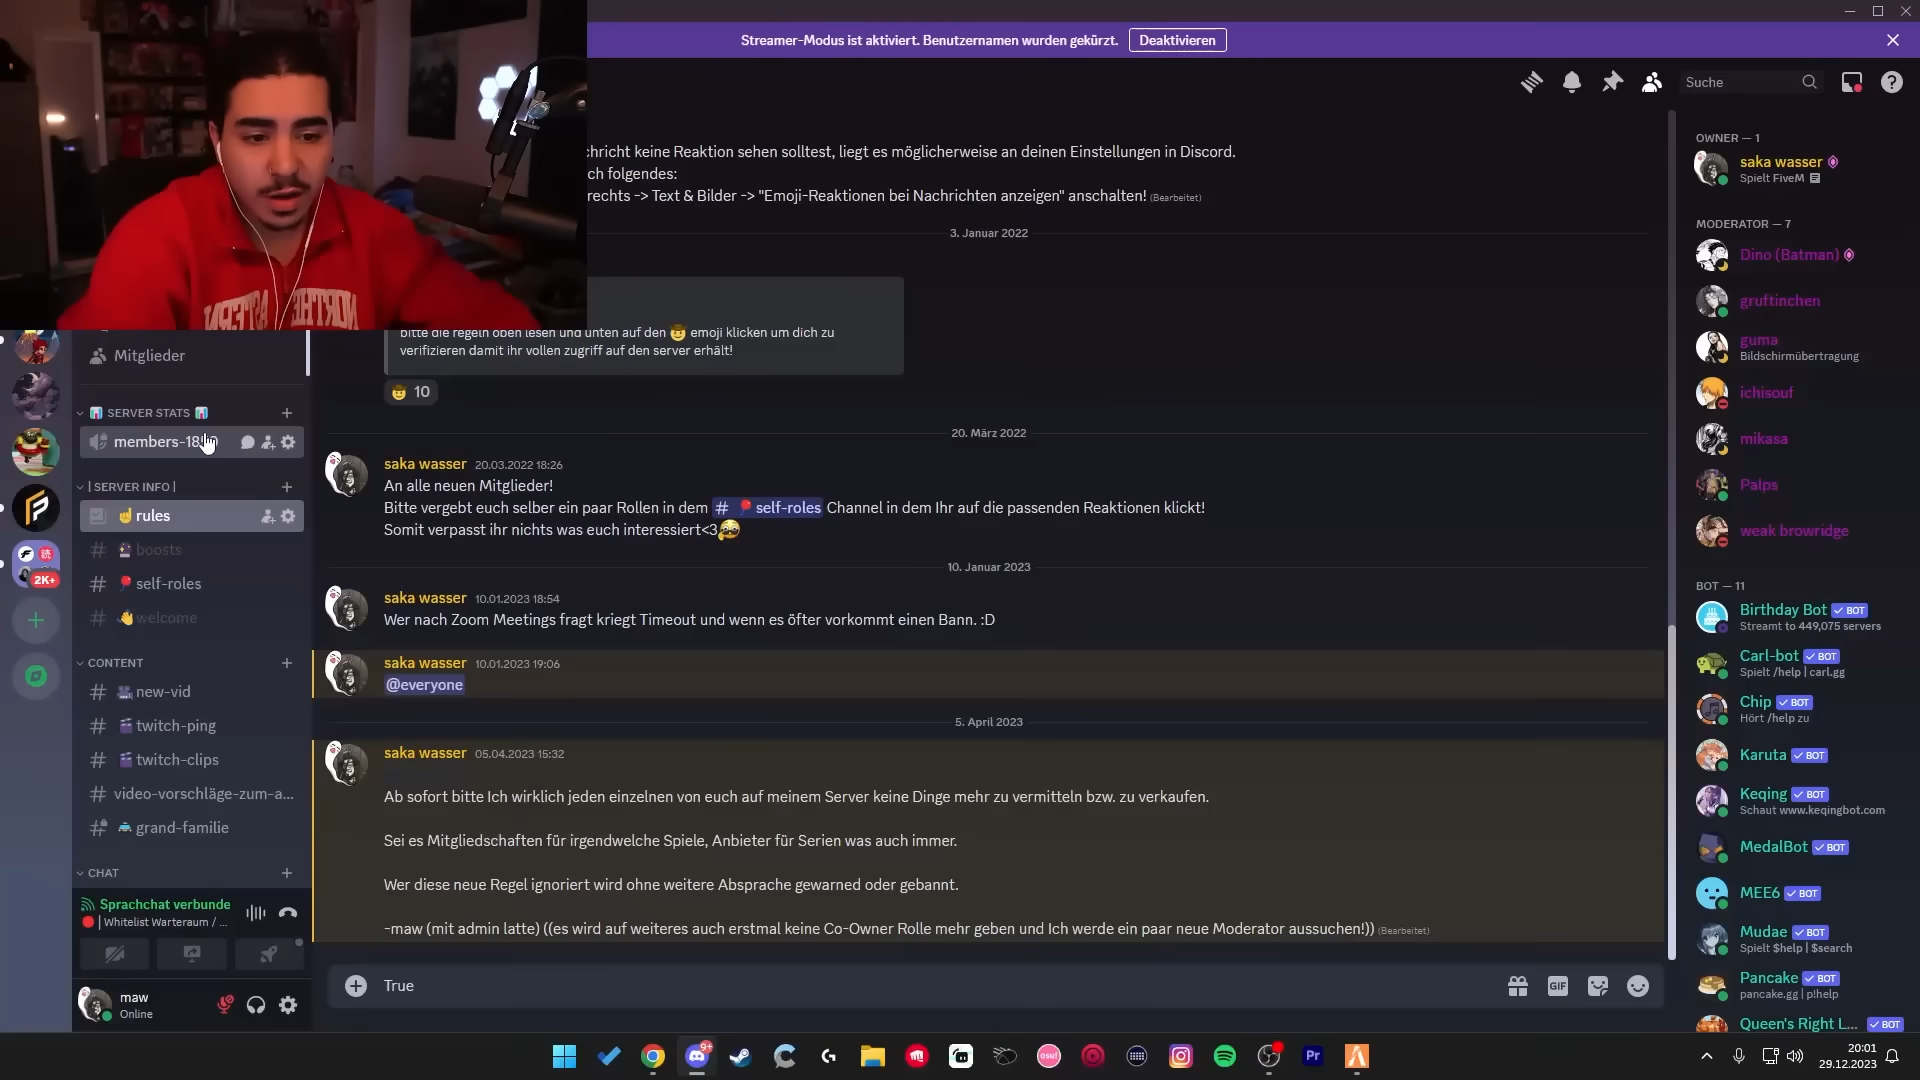 Streamer-Modus ist aktiviert. Benutzernamen wurden gekürzt.
Deaktivieren
Suche
chricht keine Reaktion sehen solltest, liegt es möglicherweise an deinen Einstellungen in Discord.
ch folgendes:
rechts -> Text & Bilder -> "Emoji-Reaktionen bei Nachrichten anzeigen" anschalten! (Bearbeitet)
3. Januar 2022
bitte die regeln oben lesen und unten auf den 🤠 emoji klicken um dich zu
verifizieren damit ihr vollen zugriff auf den server erhält!
🤠 10
20. März 2022
saka wasser 20.03.2022 18:26
An alle neuen Mitglieder!
Bitte vergebt euch selber ein paar Rollen in dem # 📍self-roles Channel in dem Ihr auf die passenden Reaktionen klickt!
Somit verpasst ihr nichts was euch interessiert<3
10. Januar 2023
saka wasser 10.01.2023 18:54
Wer nach Zoom Meetings fragt kriegt Timeout und wenn es öfter vorkommt einen Bann. :D
saka wasser 10.01.2023 19:06
@everyone
5. April 2023
saka wasser 05.04.2023 15:32
Ab sofort bitte Ich wirklich jeden einzelnen von euch auf meinem Server keine Dinge mehr zu vermitteln bzw. zu verkaufen.
Sei es Mitgliedschaften für irgendwelche Spiele, Anbieter für Serien was auch immer.
Wer diese neue Regel ignoriert wird ohne weitere Absprache gewarned oder gebannt.
-maw (mit admin latte) ((es wird auf weiteres auch erstmal keine Co-Owner Rolle mehr geben und Ich werde ein paar neue Moderator aussuchen!)) (Bearbeitet)
True
GIF
Mitglieder
📊 SERVER STATS 📊
| SERVER INFO |
☝rules
boosts
📍self-roles
👋welcome
CONTENT
new-vid
twitch-ping
twitch-clips
video-vorschläge-zum-a...
grand-familie
CHAT
2K+
Sprachchat verbunde
| Whitelist Warteraum / ...
maw
Online
OWNER — 1
saka wasser
Spielt FiveM
MODERATOR — 7
Dino (Batman)
gruftinchen
guma
Bildschirmübertragung
ichisouf
mikasa
Palps
weak browridge
BOT — 11
Birthday Bot BOT
Streamt to 449,075 servers
Carl-bot BOT
Spielt /help | carl.gg
Chip BOT
Hört /help zu
Karuta BOT
Keqing BOT
Schaut www.keqingbot.com
MedalBot BOT
MEE6 BOT
Mudae BOT
Spielt $help | $search
Pancake BOT
pancake.gg | p!help
Queen's Right L... BOT
9+
osu!
Pr
20:01
29.12.2023